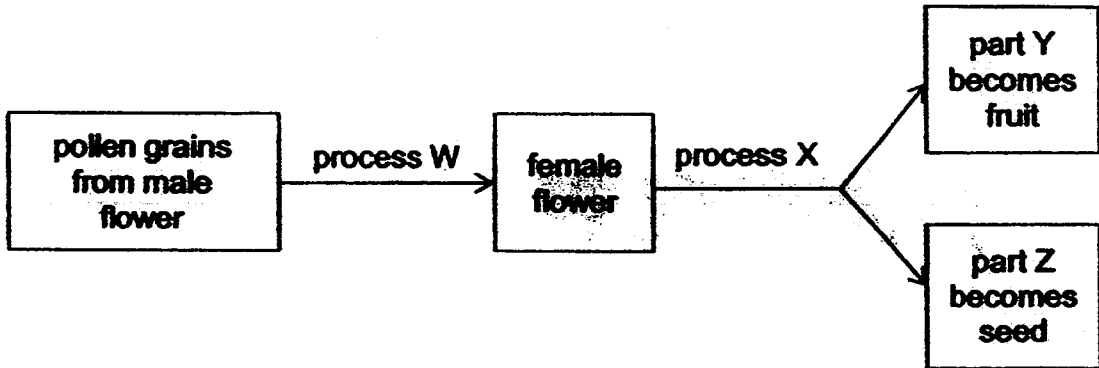 pollen grains
from male
flower
process W
female
flower
process X
part Y
becomes
fruit
part Z
becomes
seed